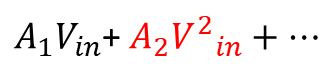 A₁Vᵢₙ+ A₂V²ᵢₙ + ⋯